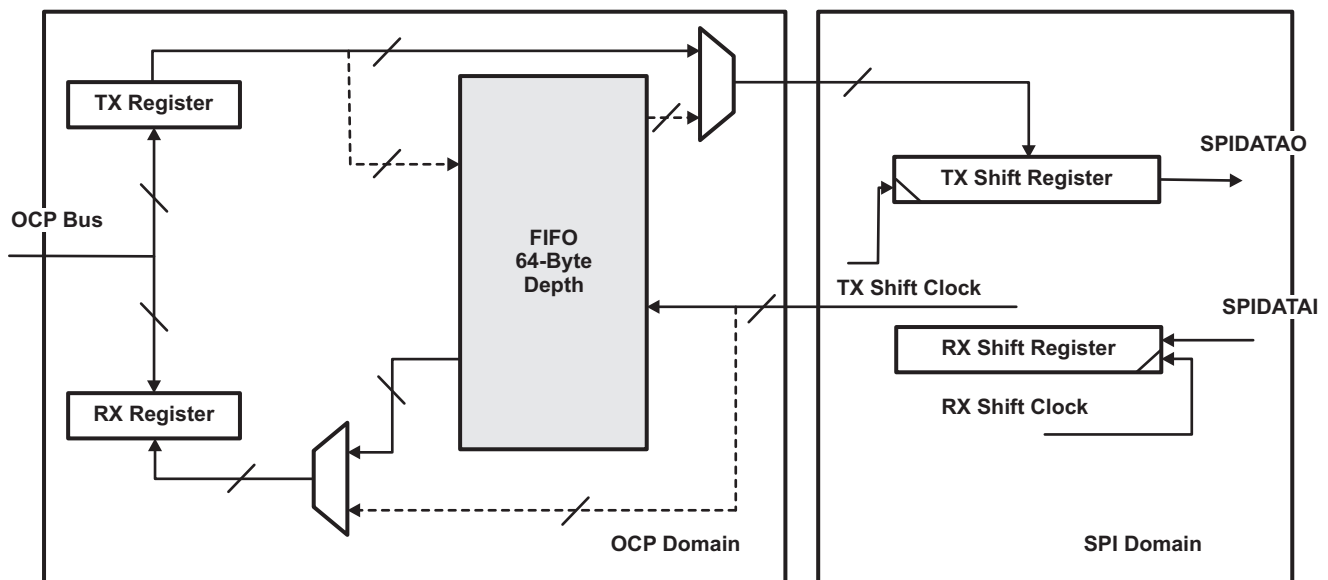 TX Register
SPIDATAO
TX Shift Register
OCP Bus
FIFO
64-Byte
Depth
TX Shift Clock
SPIDATAI
RX Shift Register
RX Register
RX Shift Clock
OCP Domain
SPI Domain